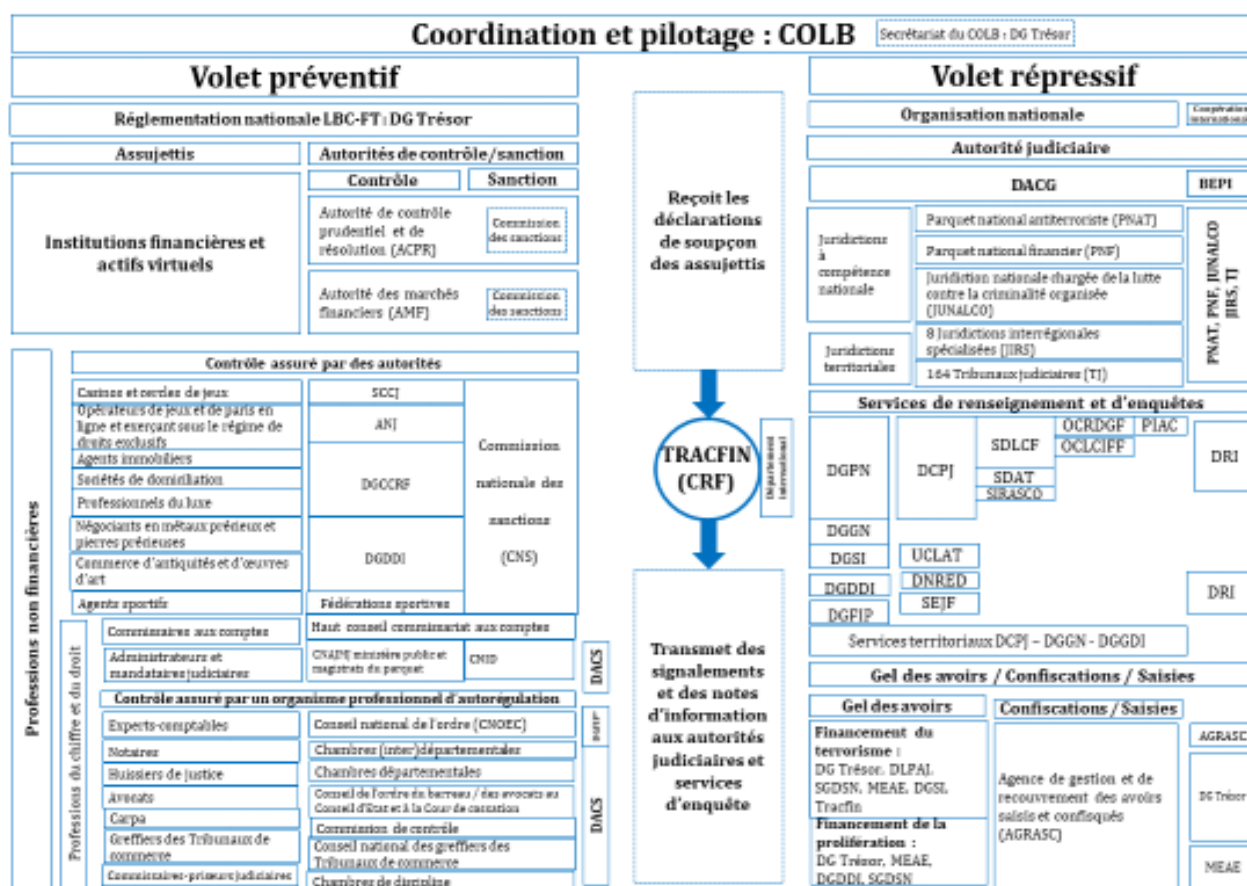 Coordination et pilotage : COLB
Secrétariat du COLB : DG Trésor
Volet préventif
Réglementation nationale LBC-FT : DG Trésor
Assujettis
Autorités de contrôle/sanction
Contrôle
Sanction
Institutions financières et
actifs virtuels
Autorité de contrôle
prudentiel et de
résolution (ACPR)
Commission
des sanctions
Autorité des marchés
financiers (AMF)
Commission
des sanctions
Professions non financières
Contrôle assuré par des autorités
Casinos et cercles de jeux
SCCJ
Opérateurs de jeux et de paris en
ligne et exerçant sous le régime de
droits exclusifs
ANJ
Agents immobiliers
Sociétés de domiciliation
Professionnels du luxe
DGCCRF
Négociants en métaux précieux et
pierres précieuses
Commerce d'antiquités et d'œuvres
d'art
DGDDI
Agents sportifs
Fédérations sportives
Commission
nationale des
sanctions
(CNS)
Professions du chiffre et du droit
Commissaires aux comptes
Haut conseil commissariat aux comptes
Administrateurs et
mandataires judiciaires
CNAJMJ ministère public et
magistrats du parquet
CNID
DACS
Contrôle assuré par un organisme professionnel d'autorégulation
Experts-comptables
Conseil national de l'ordre (CNOEC)
Notaires
Chambres (inter)départementales
Huissiers de justice
Chambres départementales
Avocats
Conseil de l'ordre du barreau / des avocats au
Conseil d'Etat et à la Cour de cassation
Carpa
Commission de contrôle
Greffiers des Tribunaux de
commerce
Conseil national des greffiers des
Tribunaux de commerce
Commissaires-priseurs judiciaires
Chambres de discipline
DACS
Reçoit les
déclarations
de soupçon
des assujettis
TRACFIN
(CRF)
Département
international
Transmet des
signalements
et des notes
d'information
aux autorités
judiciaires et
services
d'enquête
Volet répressif
Organisation nationale
Coopération
internationale
Autorité judiciaire
DACG
BEPI
Juridictions
à
compétence
nationale
Parquet national antiterroriste (PNAT)
Parquet national financier (PNF)
Juridiction nationale chargée de la lutte
contre la criminalité organisée
(JUNALCO)
Juridictions
territoriales
8 Juridictions interrégionales
spécialisées (JIRS)
164 Tribunaux judiciaires (TJ)
PNAT, PNF, JUNALCO
JIRS, TJ
Services de renseignement et d'enquêtes
DGPN
DCPJ
SDLCF
OCRDGF
PIAC
OCLCIFF
SDAT
SIRASCO
DRI
DGGN
DGSI
UCLAT
DGDDI
DNRED
DRI
DGFIP
SEJF
Services territoriaux DCPJ – DGGN - DGGDI
Gel des avoirs / Confiscations / Saisies
Gel des avoirs
Confiscations / Saisies
Financement du
terrorisme :
DG Trésor, DLPAJ,
SGDSN, MEAE, DGSI,
Tracfin
Financement de la
prolifération :
DG Trésor, MEAE,
DGDDI, SGDSN
Agence de gestion et de
recouvrement des avoirs
saisis et confisqués
(AGRASC)
AGRASC
DG Trésor
MEAE